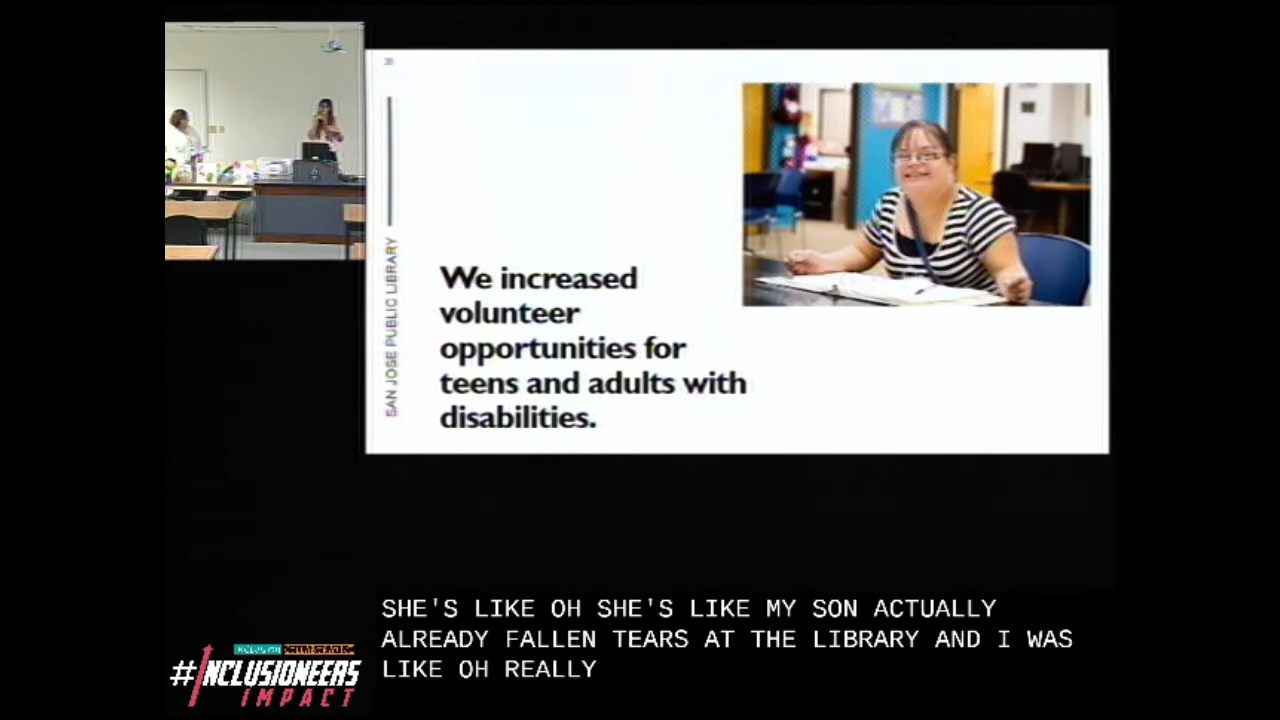 SAN JOSE PUBLIC LIBRARY
We increased
volunteer
opportunities for
teens and adults with
disabilities.
SHE'S LIKE OH SHE'S LIKE MY SON ACTUALLY
ALREADY FALLEN TEARS AT THE LIBRARY AND I WAS
LIKE OH REALLY
#INCLUSIONEERS
IMPACT